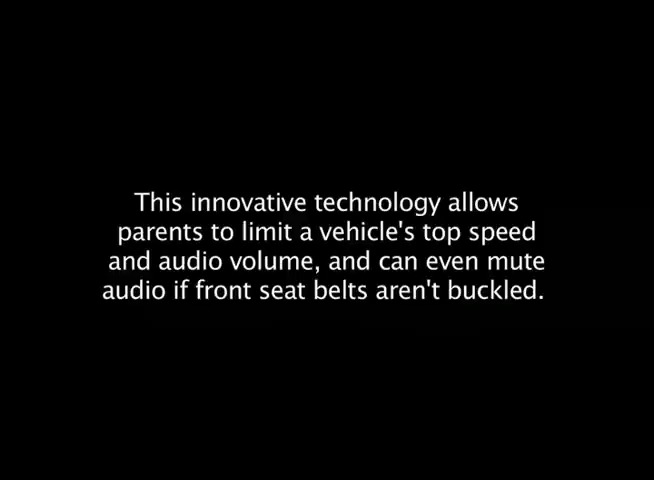 This innovative technology allows
parents to limit a vehicle's top speed
and audio volume, and can even mute
audio if front seat belts aren't buckled.